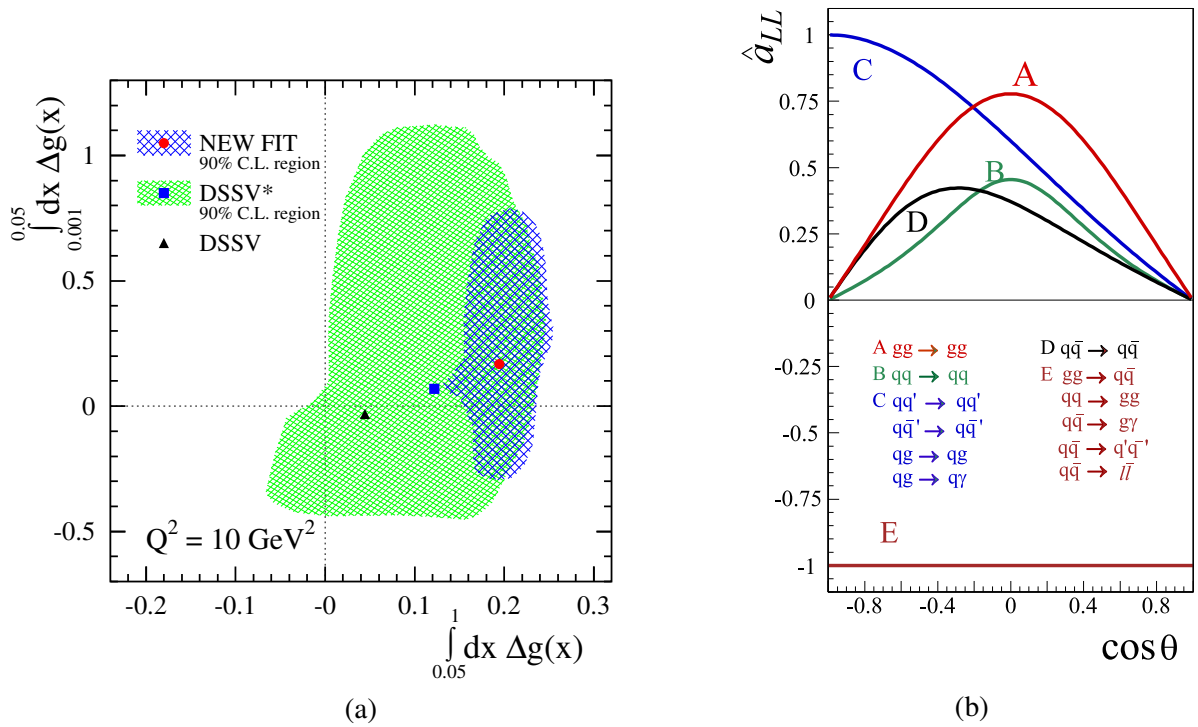 0.05
∫ dx Δg(x)
0.001
1
0.5
0
-0.5
NEW FIT
90% C.L. region
DSSV*
90% C.L. region
DSSV
Q² = 10 GeV²
-0.2 -0.1 -0 0.1 0.2 0.3
1
∫ dx Δg(x)
0.05
(a)
â_LL
1
0.75
0.5
0.25
0
-0.25
-0.5
-0.75
-1
C
A
B
D
A gg → gg
B qq → qq
C qq' → qq'
qq̄' → qq̄'
qg → qg
qg → qγ
D qq̄ → qq̄
E gg → qq̄
qq → gg
qq̄ → gγ
qq̄ → q'q̄'
qq̄ → ll̄
E
-0.8 -0.4 0 0.4 0.8
cos θ
(b)